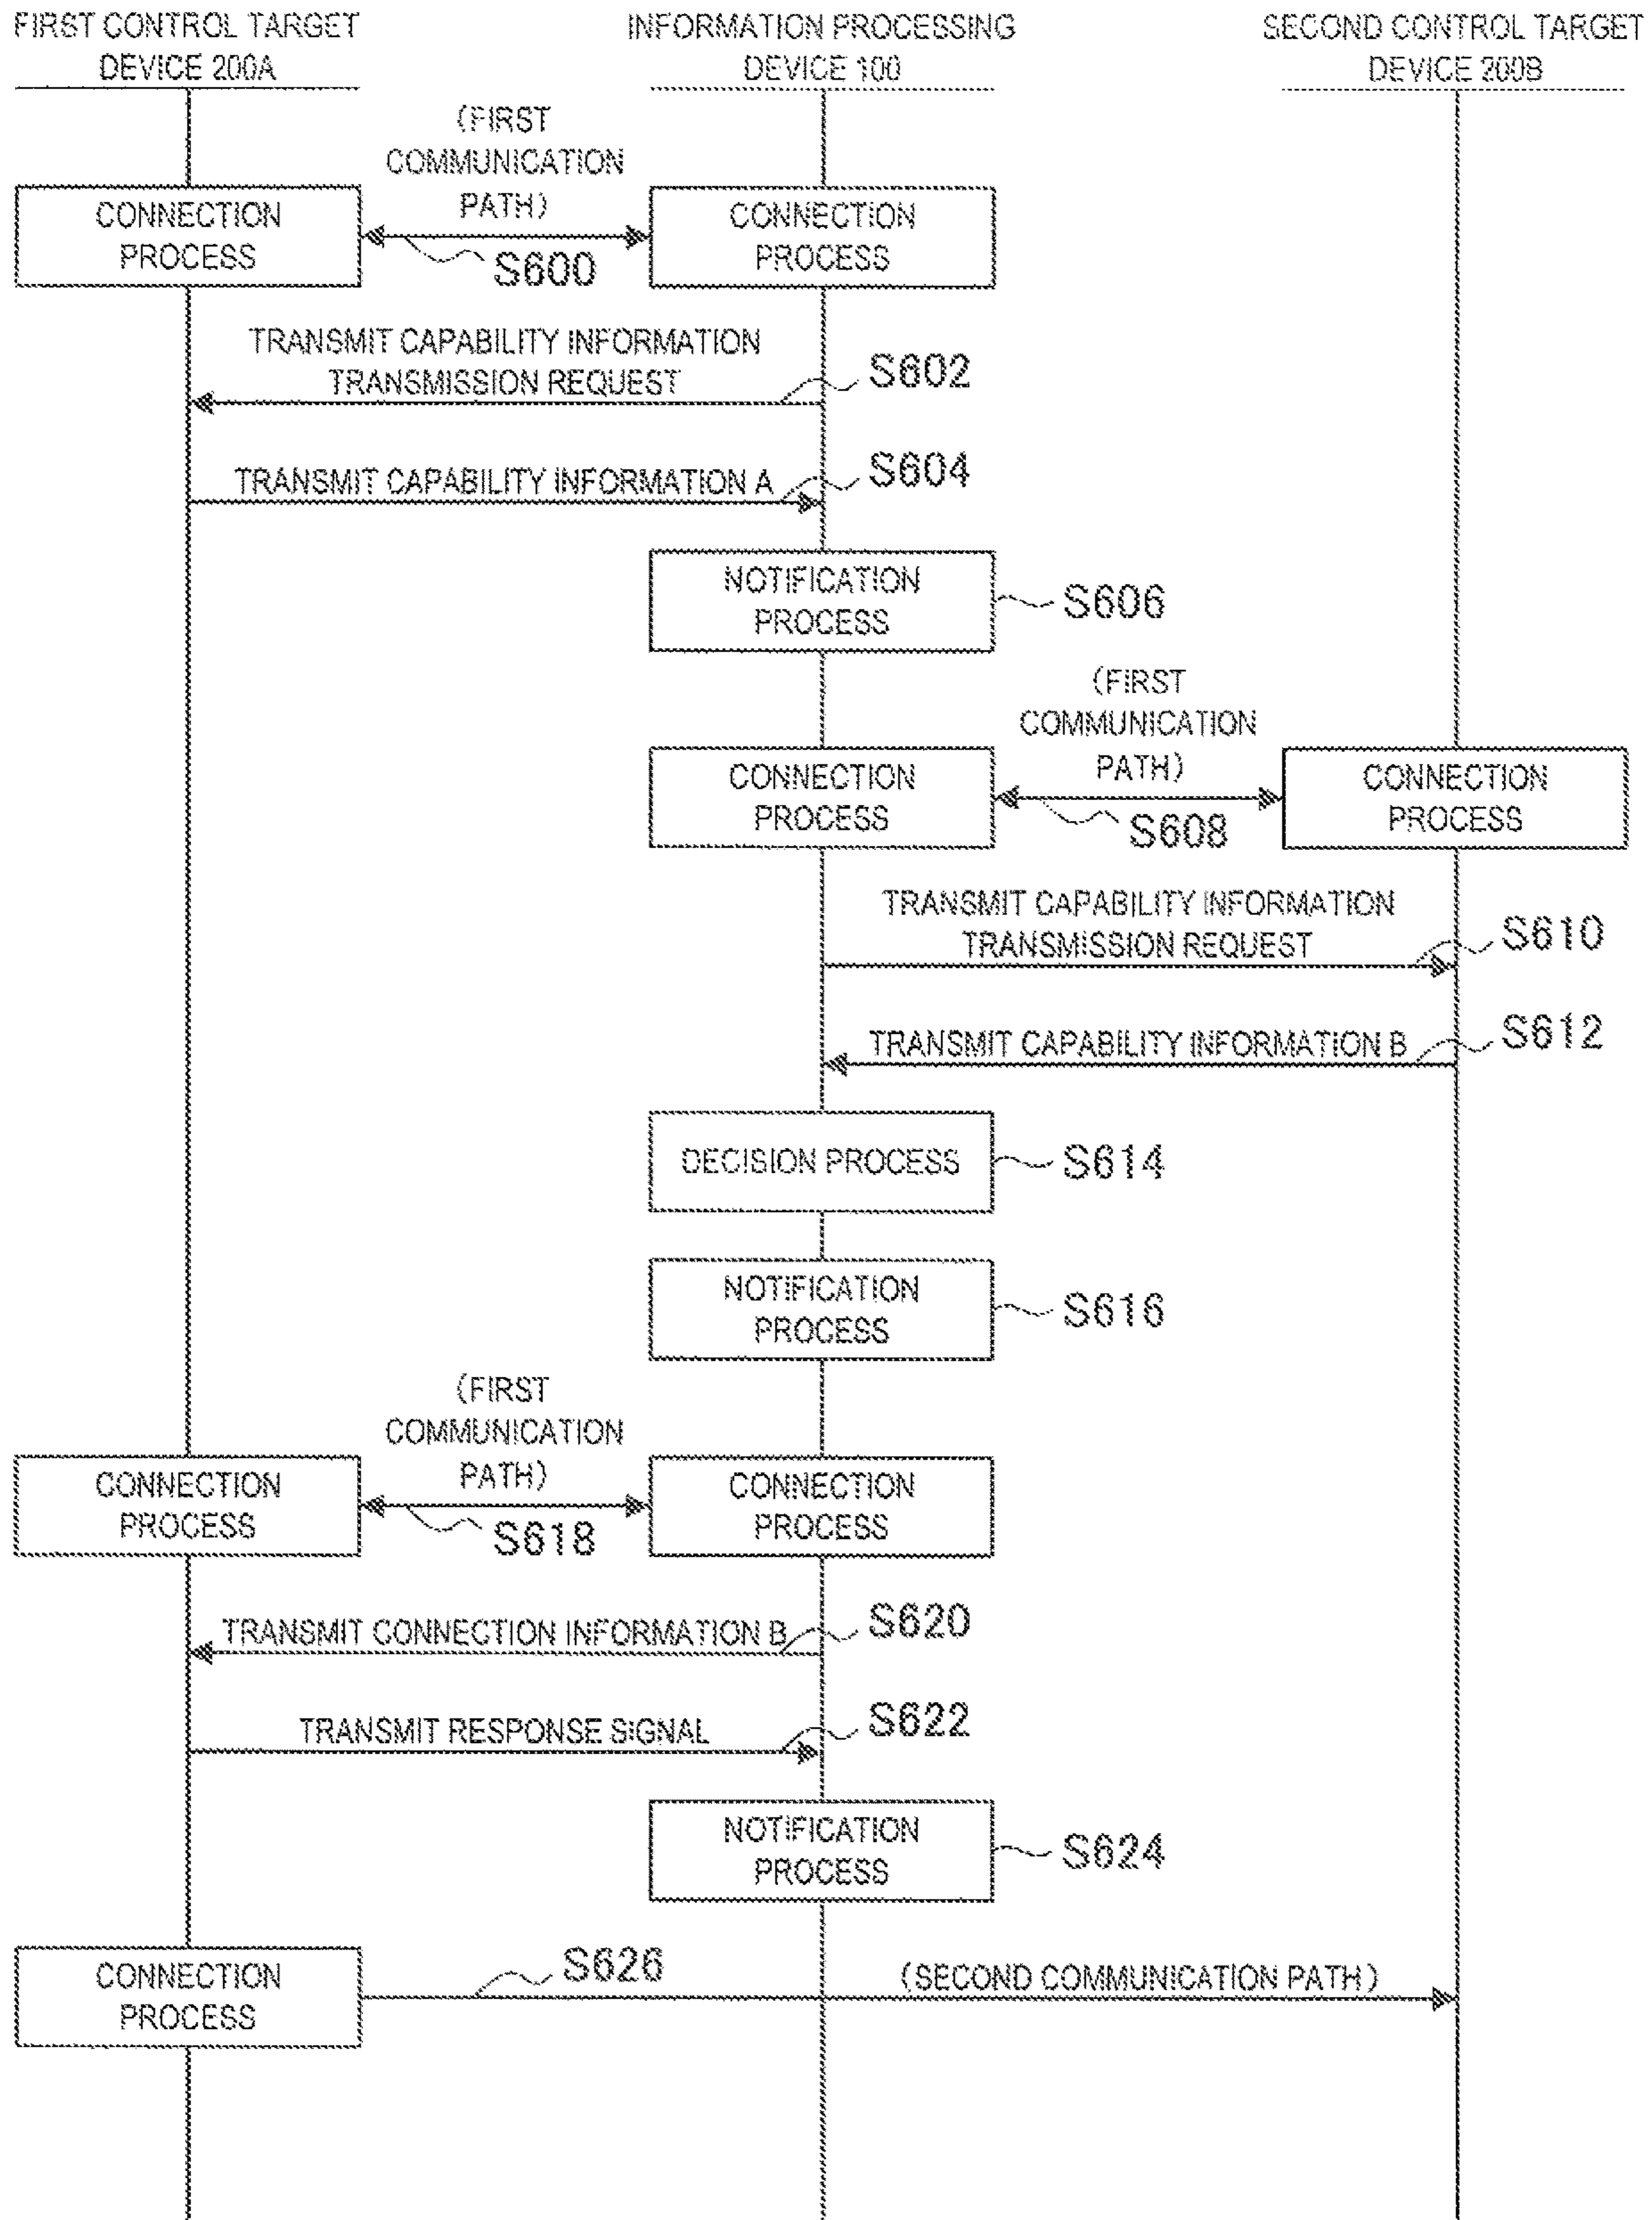 FIRST CONTROL TARGET
DEVICE 200A
INFORMATION PROCESSING
DEVICE 100
SECOND CONTROL TARGET
DEVICE 200B
(FIRST
COMMUNICATION
PATH)
CONNECTION
PROCESS
CONNECTION
PROCESS
S600
TRANSMIT CAPABILITY INFORMATION
TRANSMISSION REQUEST
S602
TRANSMIT CAPABILITY INFORMATION A
S604
NOTIFICATION
PROCESS
S606
(FIRST
COMMUNICATION
PATH)
CONNECTION
PROCESS
CONNECTION
PROCESS
S608
TRANSMIT CAPABILITY INFORMATION
TRANSMISSION REQUEST
S610
TRANSMIT CAPABILITY INFORMATION B
S612
DECISION PROCESS
S614
NOTIFICATION
PROCESS
S616
(FIRST
COMMUNICATION
PATH)
CONNECTION
PROCESS
CONNECTION
PROCESS
S618
TRANSMIT CONNECTION INFORMATION B
S620
TRANSMIT RESPONSE SIGNAL
S622
NOTIFICATION
PROCESS
S624
CONNECTION
PROCESS
S626
(SECOND COMMUNICATION PATH)